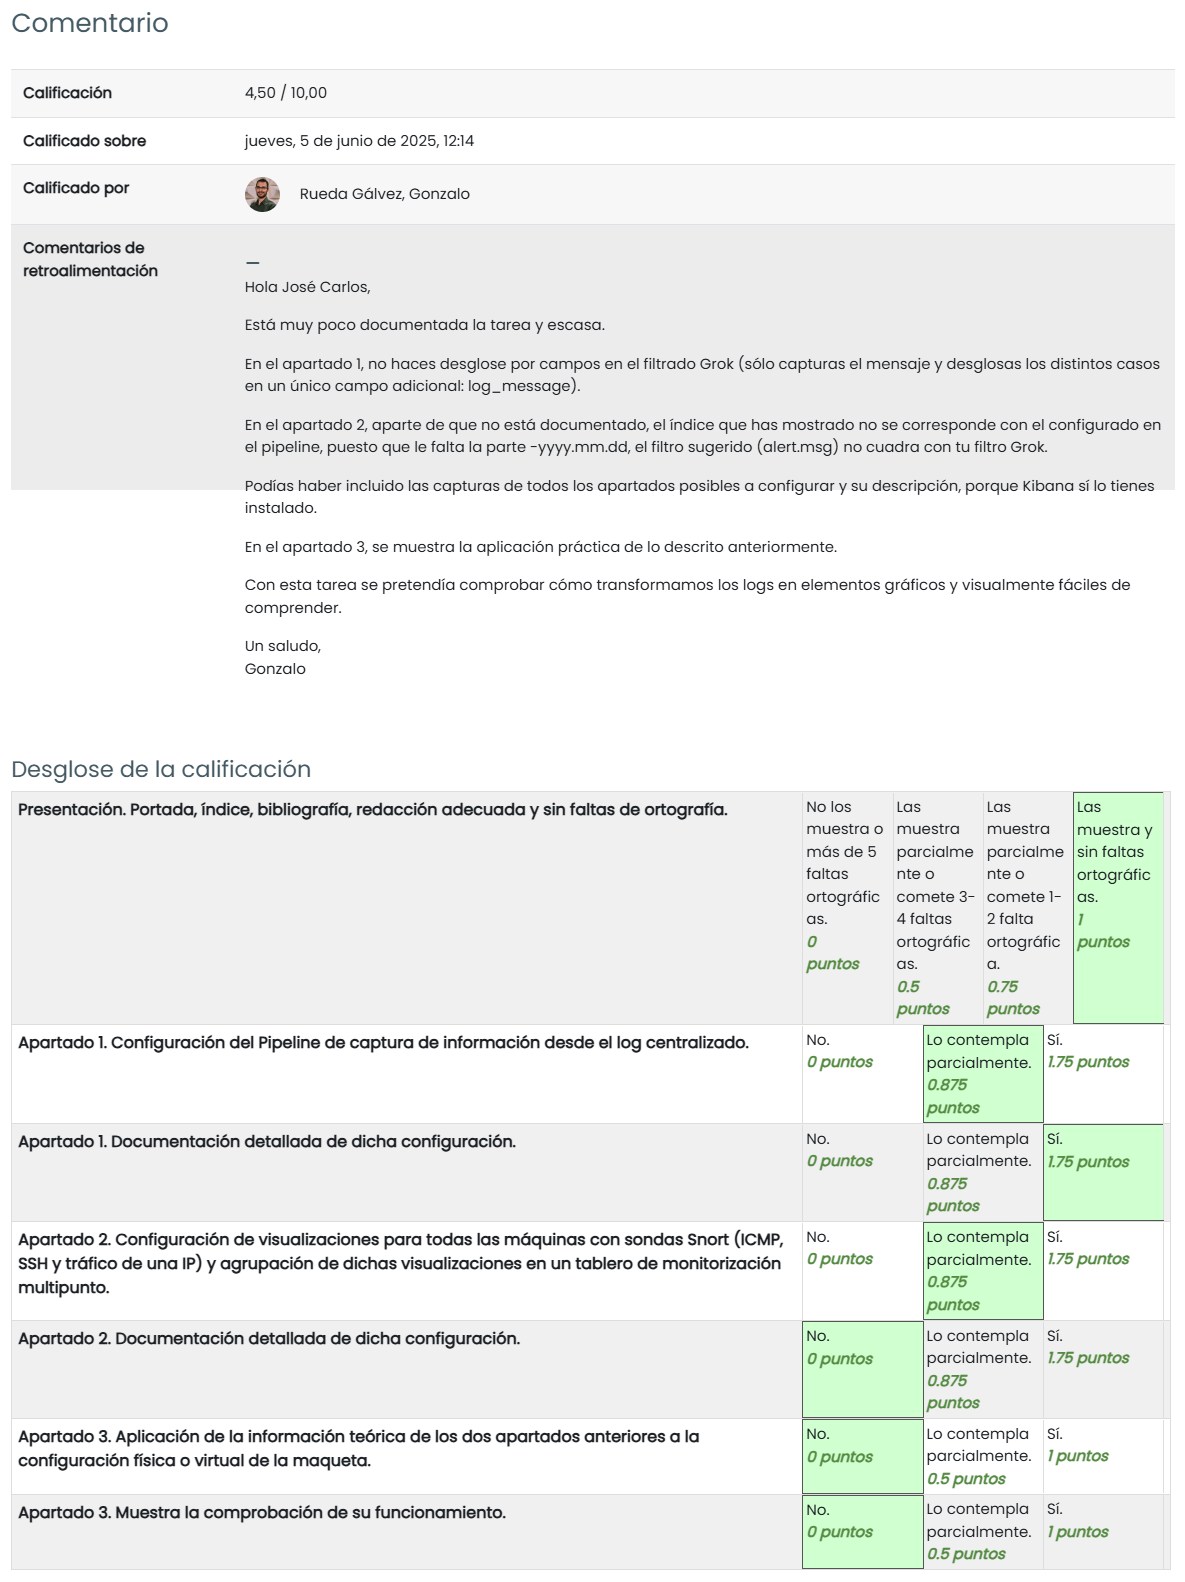 Comentario
Calificación
4,50 / 10,00
Calificado sobre
jueves, 5 de junio de 2025, 12:14
Calificado por
Rueda Gálvez, Gonzalo
Comentarios de
retroalimentación
Hola José Carlos,
Está muy poco documentada la tarea y escasa.
En el apartado 1, no haces desglose por campos en el filtrado Grok (sólo capturas el mensaje y desglosas los distintos casos
en un único campo adicional: log_message).
En el apartado 2, aparte de que no está documentado, el índice que has mostrado no se corresponde con el configurado en
el pipeline, puesto que le falta la parte -yyyy.mm.dd, el filtro sugerido (alert.msg) no cuadra con tu filtro Grok.
Podías haber incluido las capturas de todos los apartados posibles a configurar y su descripción, porque Kibana sí lo tienes
instalado.
En el apartado 3, se muestra la aplicación práctica de lo descrito anteriormente.
Con esta tarea se pretendía comprobar cómo transformamos los logs en elementos gráficos y visualmente fáciles de
comprender.
Un saludo,
Gonzalo
Desglose de la calificación
Presentación. Portada, índice, bibliografía, redacción adecuada y sin faltas de ortografía.
No los
muestra o
más de 5
faltas
ortográfic
as.
0
puntos
Las
muestra
parcialme
nte o
comete 3-
4 faltas
ortográfic
as.
0.5
puntos
Las
muestra
parcialme
nte o
comete 1-
2 falta
ortográfic
a.
0.75
puntos
Las
muestra y
sin faltas
ortográfic
as.
1
puntos
Apartado 1. Configuración del Pipeline de captura de información desde el log centralizado.
No.
0 puntos
Lo contempla
parcialmente.
0.875
puntos
Sí.
1.75 puntos
Apartado 1. Documentación detallada de dicha configuración.
No.
0 puntos
Lo contempla
parcialmente.
0.875
puntos
Sí.
1.75 puntos
Apartado 2. Configuración de visualizaciones para todas las máquinas con sondas Snort (ICMP,
SSH y tráfico de una IP) y agrupación de dichas visualizaciones en un tablero de monitorización
multipunto.
No.
0 puntos
Lo contempla
parcialmente.
0.875
puntos
Sí.
1.75 puntos
Apartado 2. Documentación detallada de dicha configuración.
No.
0 puntos
Lo contempla
parcialmente.
0.875
puntos
Sí.
1.75 puntos
Apartado 3. Aplicación de la información teórica de los dos apartados anteriores a la
configuración física o virtual de la maqueta.
No.
0 puntos
Lo contempla
parcialmente.
0.5 puntos
Sí.
1 puntos
Apartado 3. Muestra la comprobación de su funcionamiento.
No.
0 puntos
Lo contempla
parcialmente.
0.5 puntos
Sí.
1 puntos